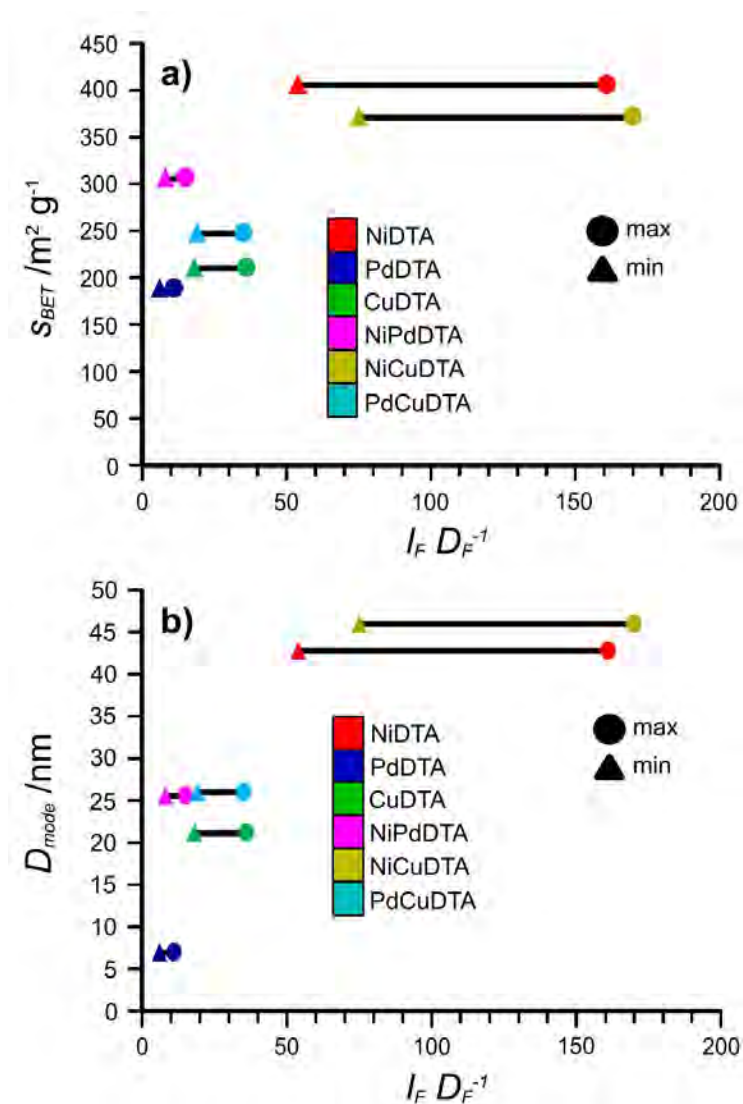 a)
450
400
350
300
250
200
150
100
50
0
s_BET /m² g⁻¹
NiDTA
PdDTA
CuDTA
NiPdDTA
NiCuDTA
PdCuDTA
max
min
0 50 100 150 200
I_F D_F⁻¹
b)
50
45
40
35
30
25
20
15
10
5
0
D_mode /nm
NiDTA
PdDTA
CuDTA
NiPdDTA
NiCuDTA
PdCuDTA
max
min
0 50 100 150 200
I_F D_F⁻¹